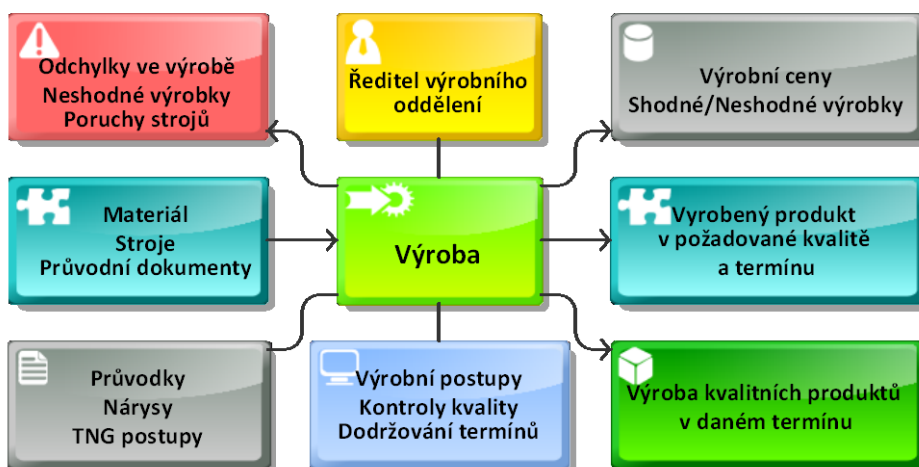 Odchylky ve výrobě
Neshodné výrobky
Poruchy strojů
Ředitel výrobního
oddělení
Výrobní ceny
Shodné/Neshodné výrobky
Materiál
Stroje
Průvodní dokumenty
Výroba
Vyrobený produkt
v požadované kvalitě
a termínu
Průvodky
Nárysy
TNG postupy
Výrobní postupy
Kontroly kvality
Dodržování termínů
Výroba kvalitních produktů
v daném termínu